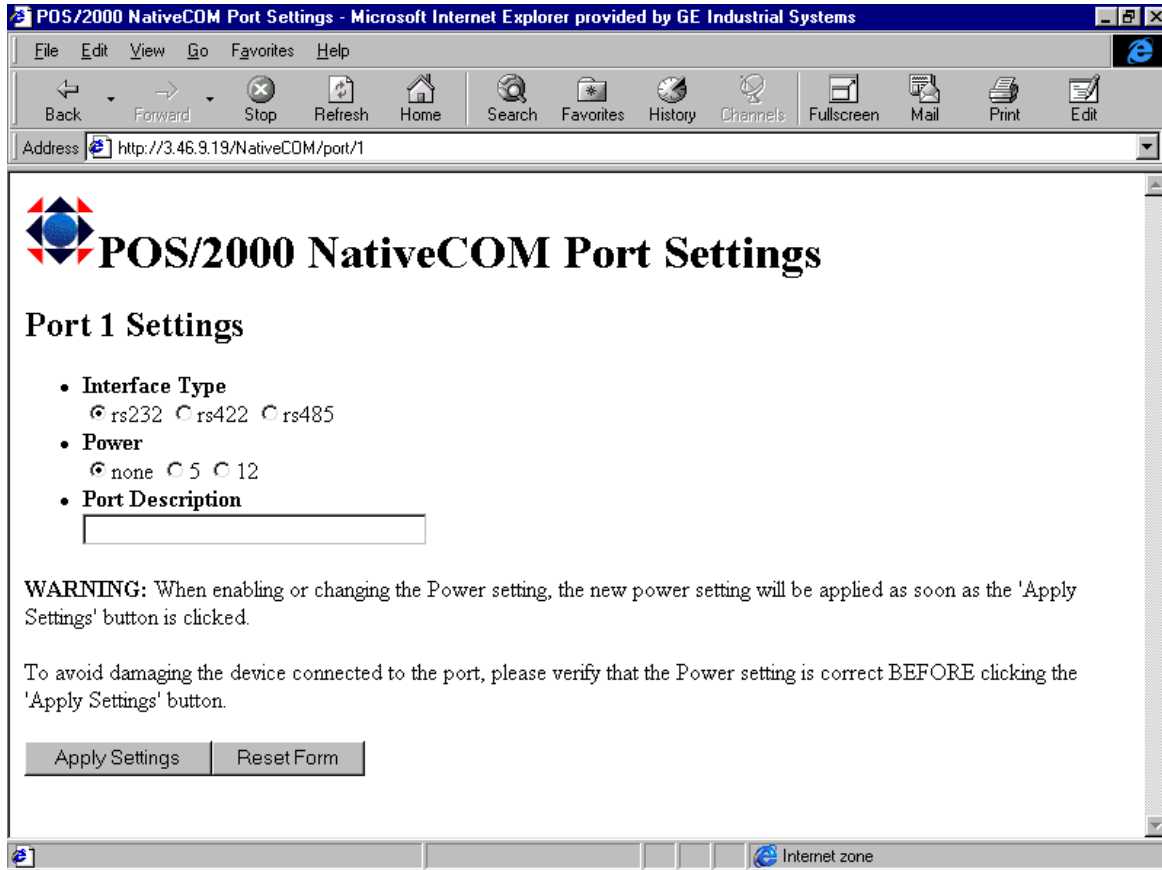 POS/2000 NativeCOM Port Settings - Microsoft Internet Explorer provided by GE Industrial Systems
File Edit View Go Favorites Help
Back Forward Stop Refresh Home Search Favorites History Channels Fullscreen Mail Print Edit
Address http://3.46.9.19/NativeCOM/port/1
POS/2000 NativeCOM Port Settings
Port 1 Settings
• Interface Type
rs232 rs422 rs485
• Power
none 5 12
• Port Description
WARNING: When enabling or changing the Power setting, the new power setting will be applied as soon as the 'Apply
Settings' button is clicked.
To avoid damaging the device connected to the port, please verify that the Power setting is correct BEFORE clicking the
'Apply Settings' button.
Apply Settings Reset Form
Internet zone